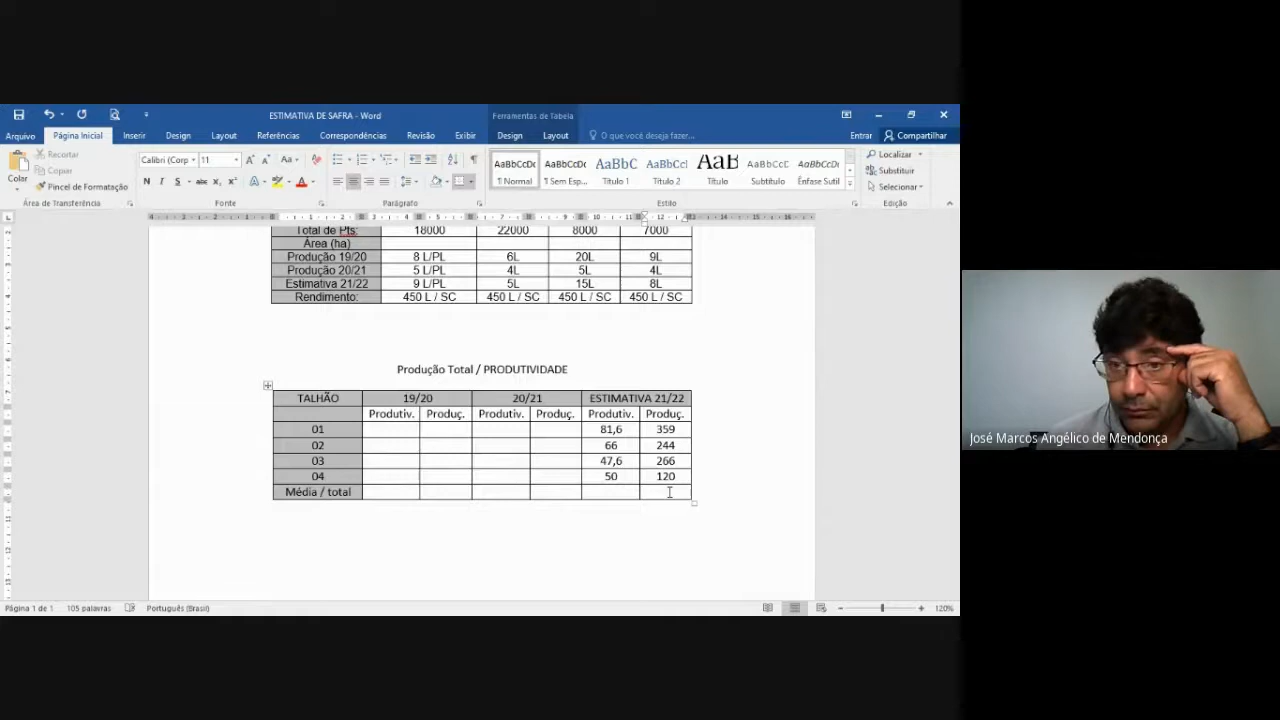 ESTIMATIVA DE SAFRA - Word
Ferramentas de Tabela
Arquivo Página Inicial Inserir Design Layout Referências Correspondências Revisão Exibir Design Layout O que você deseja fazer... Entrar Compartilhar
Colar
Recortar
Copiar
Pincel de Formatação
Calibri (Corp 11
AaBbCcDc AaBbCcDc AaBbC AaBbCcI AaB AaBbCcD AaBbCcDi
¶ Normal ¶ Sem Esp... Título 1 Título 2 Título Subtítulo Ênfase Sutil
Localizar
Substituir
Selecionar
Área de Transferência Fonte Parágrafo Estilo Edição
Total de Pts: 18000 22000 8000 7000
Área (ha)
Produção 19/20 8 L/PL 6L 20L 9L
Produção 20/21 5 L/PL 4L 5L 4L
Estimativa 21/22 9 L/PL 5L 15L 8L
Rendimento: 450 L / SC 450 L / SC 450 L / SC 450 L / SC
Produção Total / PRODUTIVIDADE
TALHÃO 19/20 20/21 ESTIMATIVA 21/22
Produtiv. Produç. Produtiv. Produç. Produtiv. Produç.
01 81,6 359
02 66 244
03 47,6 266
04 50 120
Média / total
Página 1 de 1 105 palavras Português (Brasil) 120%
José Marcos Angélico de Mendonça